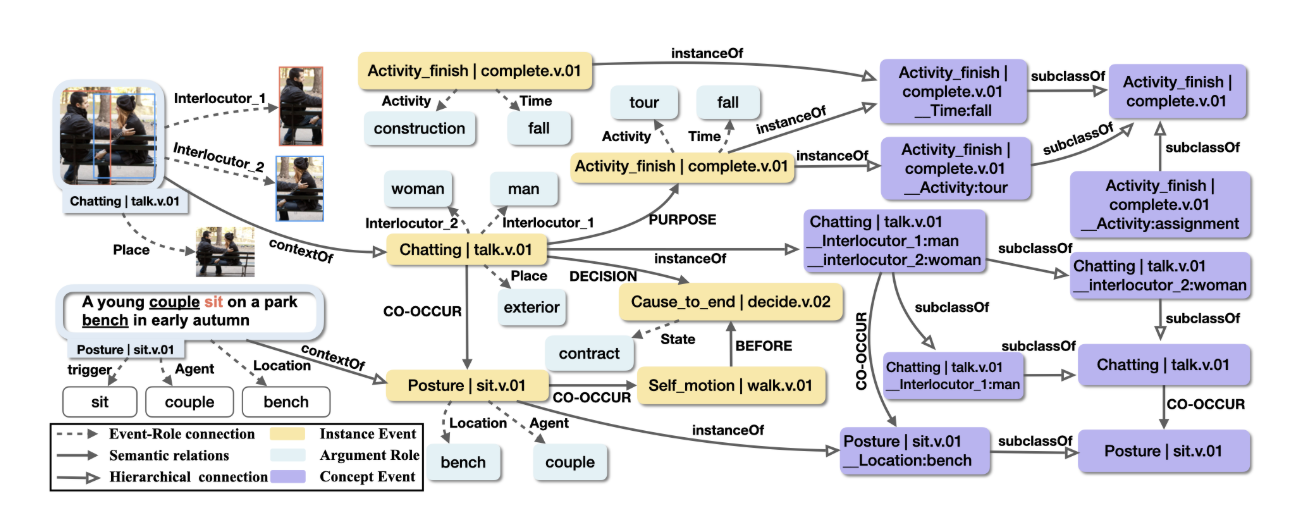 Interlocutor_1
Interlocutor_2
Chatting | talk.v.01
Place
contextOf
A young couple sit on a park
bench in early autumn
Posture | sit.v.01
trigger
Agent
Location
contextOf
sit
couple
bench
Event-Role connection
Instance Event
Semantic relations
Argument Role
Hierarchical connection
Concept Event
Activity_finish | complete.v.01
Activity
Time
construction
fall
instanceOf
tour
fall
Activity
Time
instanceOf
Activity_finish | complete.v.01
instanceOf
woman
man
Interlocutor_2
Interlocutor_1
PURPOSE
Chatting | talk.v.01
instanceOf
Place
DECISION
exterior
CO-OCCUR
Cause_to_end | decide.v.02
State
contract
BEFORE
Posture | sit.v.01
CO-OCCUR
Self_motion | walk.v.01
Location
Agent
instanceOf
bench
couple
Activity_finish |
complete.v.01
__Time:fall
subclassOf
Activity_finish |
complete.v.01
Activity_finish |
complete.v.01
__Activity:tour
subclassOf
subclassOf
Activity_finish |
complete.v.01
__Activity:assignment
Chatting | talk.v.01
__Interlocutor_1:man
__interlocutor_2:woman
subclassOf
Chatting | talk.v.01
__interlocutor_2:woman
subclassOf
subclassOf
CO-OCCUR
Chatting | talk.v.01
__Interlocutor_1:man
subclassOf
Chatting | talk.v.01
CO-OCCUR
Posture | sit.v.01
__Location:bench
subclassOf
Posture | sit.v.01